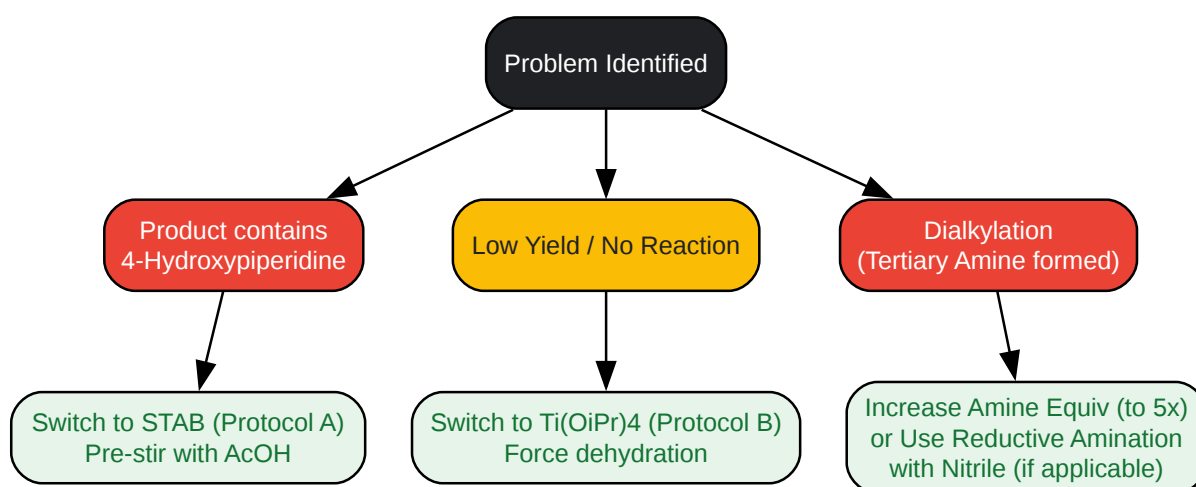 Problem Identified
Product contains
4-Hydroxypiperidine
Low Yield / No Reaction
Dialkylation
(Tertiary Amine formed)
Switch to STAB (Protocol A)
Pre-stir with AcOH
Switch to Ti(OiPr)4 (Protocol B)
Force dehydration
Increase Amine Equiv (to 5x)
or Use Reductive Amination
with Nitrile (if applicable)